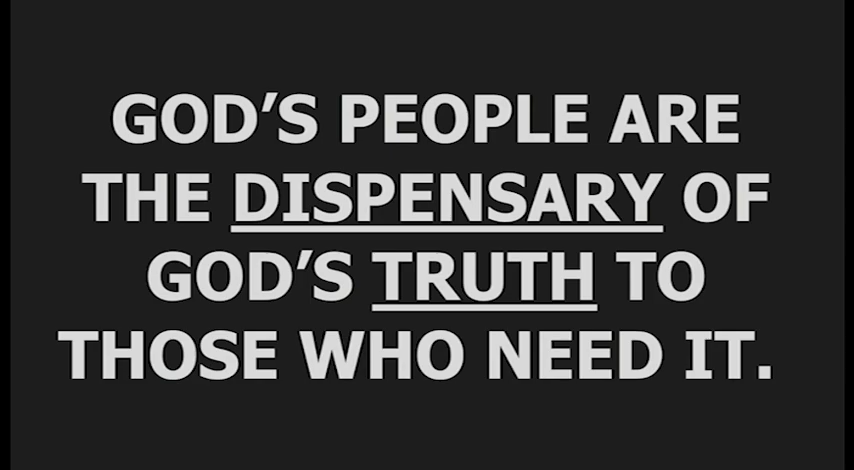 GOD’S PEOPLE ARE
THE DISPENSARY OF
GOD’S TRUTH TO
THOSE WHO NEED IT.